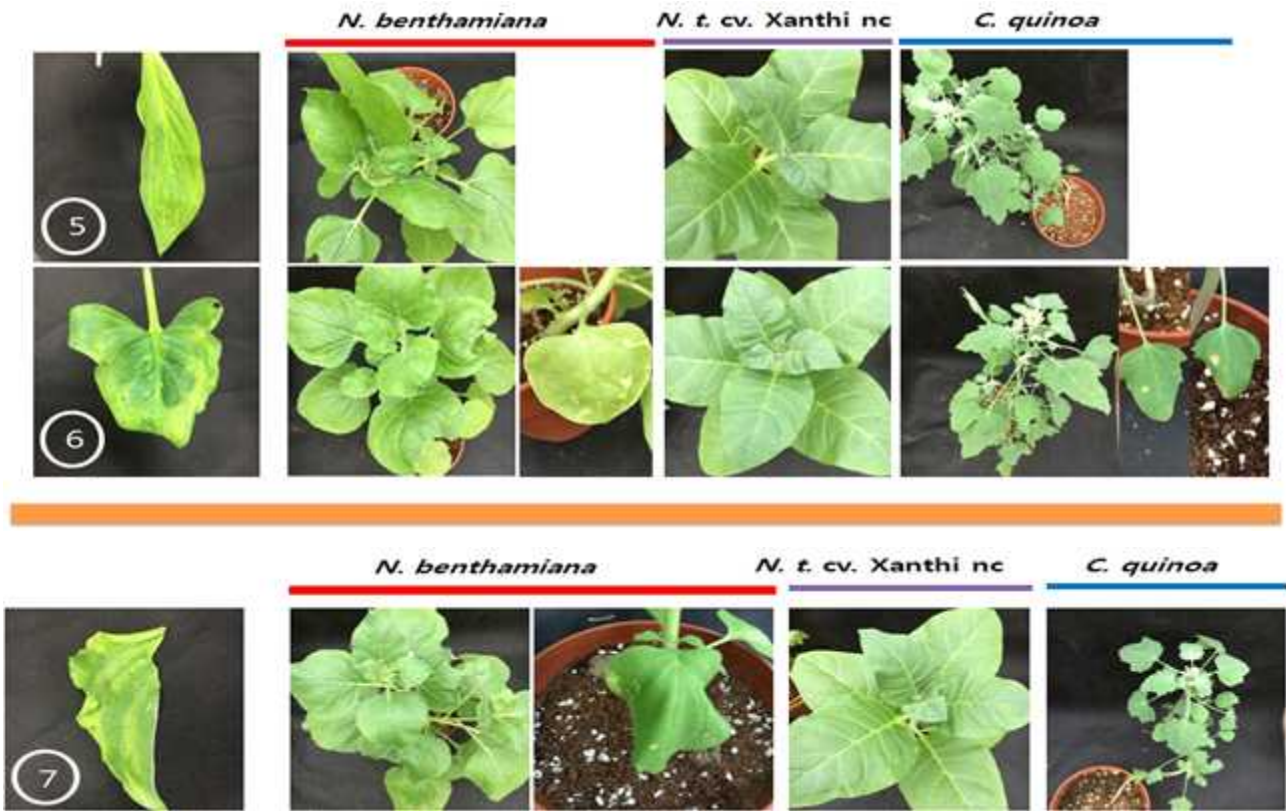 N. benthamiana N. t. cv. Xanthi nc C. quinoa
5
6
N. benthamiana N. t. cv. Xanthi nc C. quinoa
7